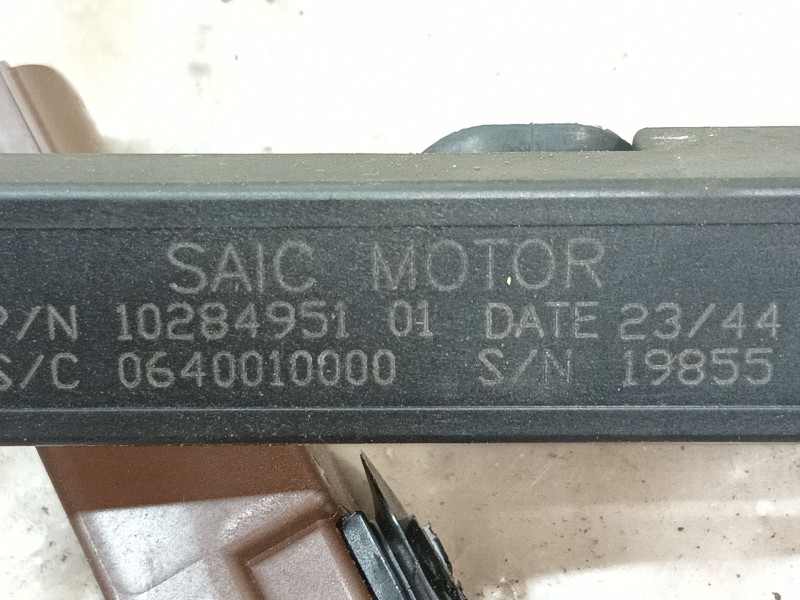 SAIC MOTOR
P/N 10284951 01 DATE 23/44
S/C 0640010000 S/N 19855